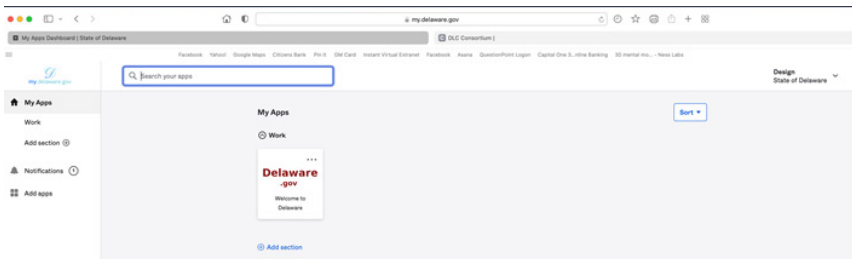 my.delaware.gov
My Apps Dashboard | State of Delaware
DLC Consortium |
Facebook Yahoo! Google Maps Citizens Bank Pin it OM Card Instant Virtual Extranet Facebook Asana QuestionPoint Logon Capital One 3...nline Banking 30 mental mo... - Ness Labs
my.delaware.gov
Search your apps
Design
State of Delaware
My Apps
Work
Add section
Notifications 1
Add apps
My Apps
Sort
Work
Delaware
.gov
Welcome to
Delaware
Add section